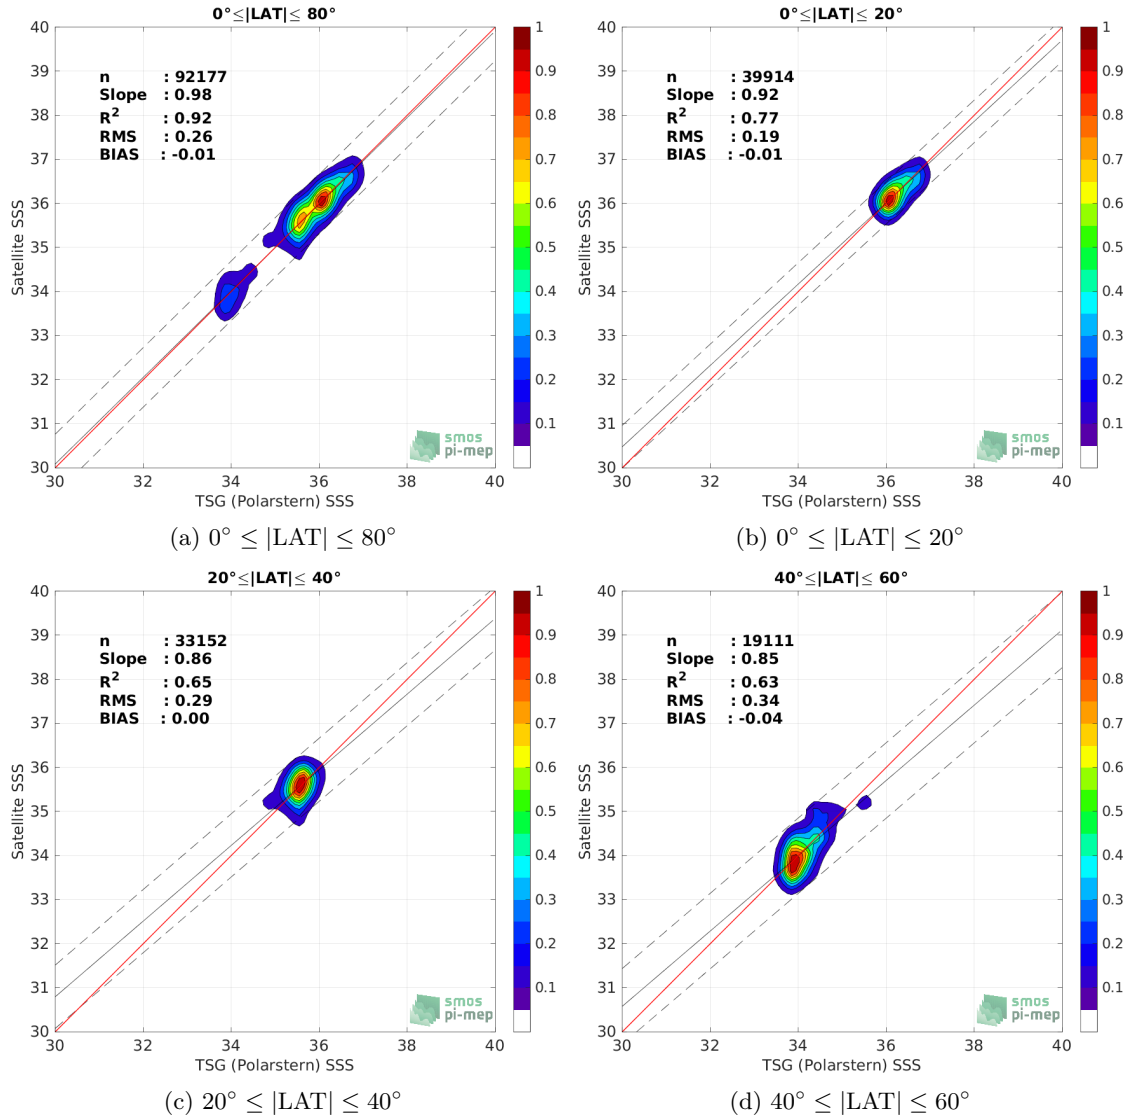 0°≤|LAT|≤ 80°
40
39
38
37
36
35
34
33
32
31
30
30 32 34 36 38 40
Satellite SSS
TSG (Polarstern) SSS
n : 92177
Slope : 0.98
R² : 0.92
RMS : 0.26
BIAS : -0.01
smos
pi-mep
1
0.9
0.8
0.7
0.6
0.5
0.4
0.3
0.2
0.1
(a) 0° ≤ |LAT| ≤ 80°
0°≤|LAT|≤ 20°
40
39
38
37
36
35
34
33
32
31
30
30 32 34 36 38 40
Satellite SSS
TSG (Polarstern) SSS
n : 39914
Slope : 0.92
R² : 0.77
RMS : 0.19
BIAS : -0.01
smos
pi-mep
1
0.9
0.8
0.7
0.6
0.5
0.4
0.3
0.2
0.1
(b) 0° ≤ |LAT| ≤ 20°
20°≤|LAT|≤ 40°
40
39
38
37
36
35
34
33
32
31
30
30 32 34 36 38 40
Satellite SSS
TSG (Polarstern) SSS
n : 33152
Slope : 0.86
R² : 0.65
RMS : 0.29
BIAS : 0.00
smos
pi-mep
1
0.9
0.8
0.7
0.6
0.5
0.4
0.3
0.2
0.1
(c) 20° ≤ |LAT| ≤ 40°
40°≤|LAT|≤ 60°
40
39
38
37
36
35
34
33
32
31
30
30 32 34 36 38 40
Satellite SSS
TSG (Polarstern) SSS
n : 19111
Slope : 0.85
R² : 0.63
RMS : 0.34
BIAS : -0.04
smos
pi-mep
1
0.9
0.8
0.7
0.6
0.5
0.4
0.3
0.2
0.1
(d) 40° ≤ |LAT| ≤ 60°